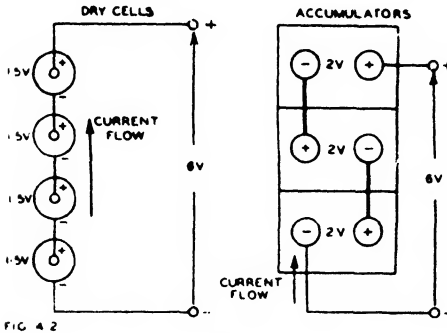 DRY CELLS
+
1.5V
+
-
1.5V
+
-
CURRENT
FLOW
1.5V
+
-
1.5V
+
-
6V
-
FIG 4.2
ACCUMULATORS
- 2V +
+ 2V -
- 2V +
+
6V
CURRENT
FLOW
-